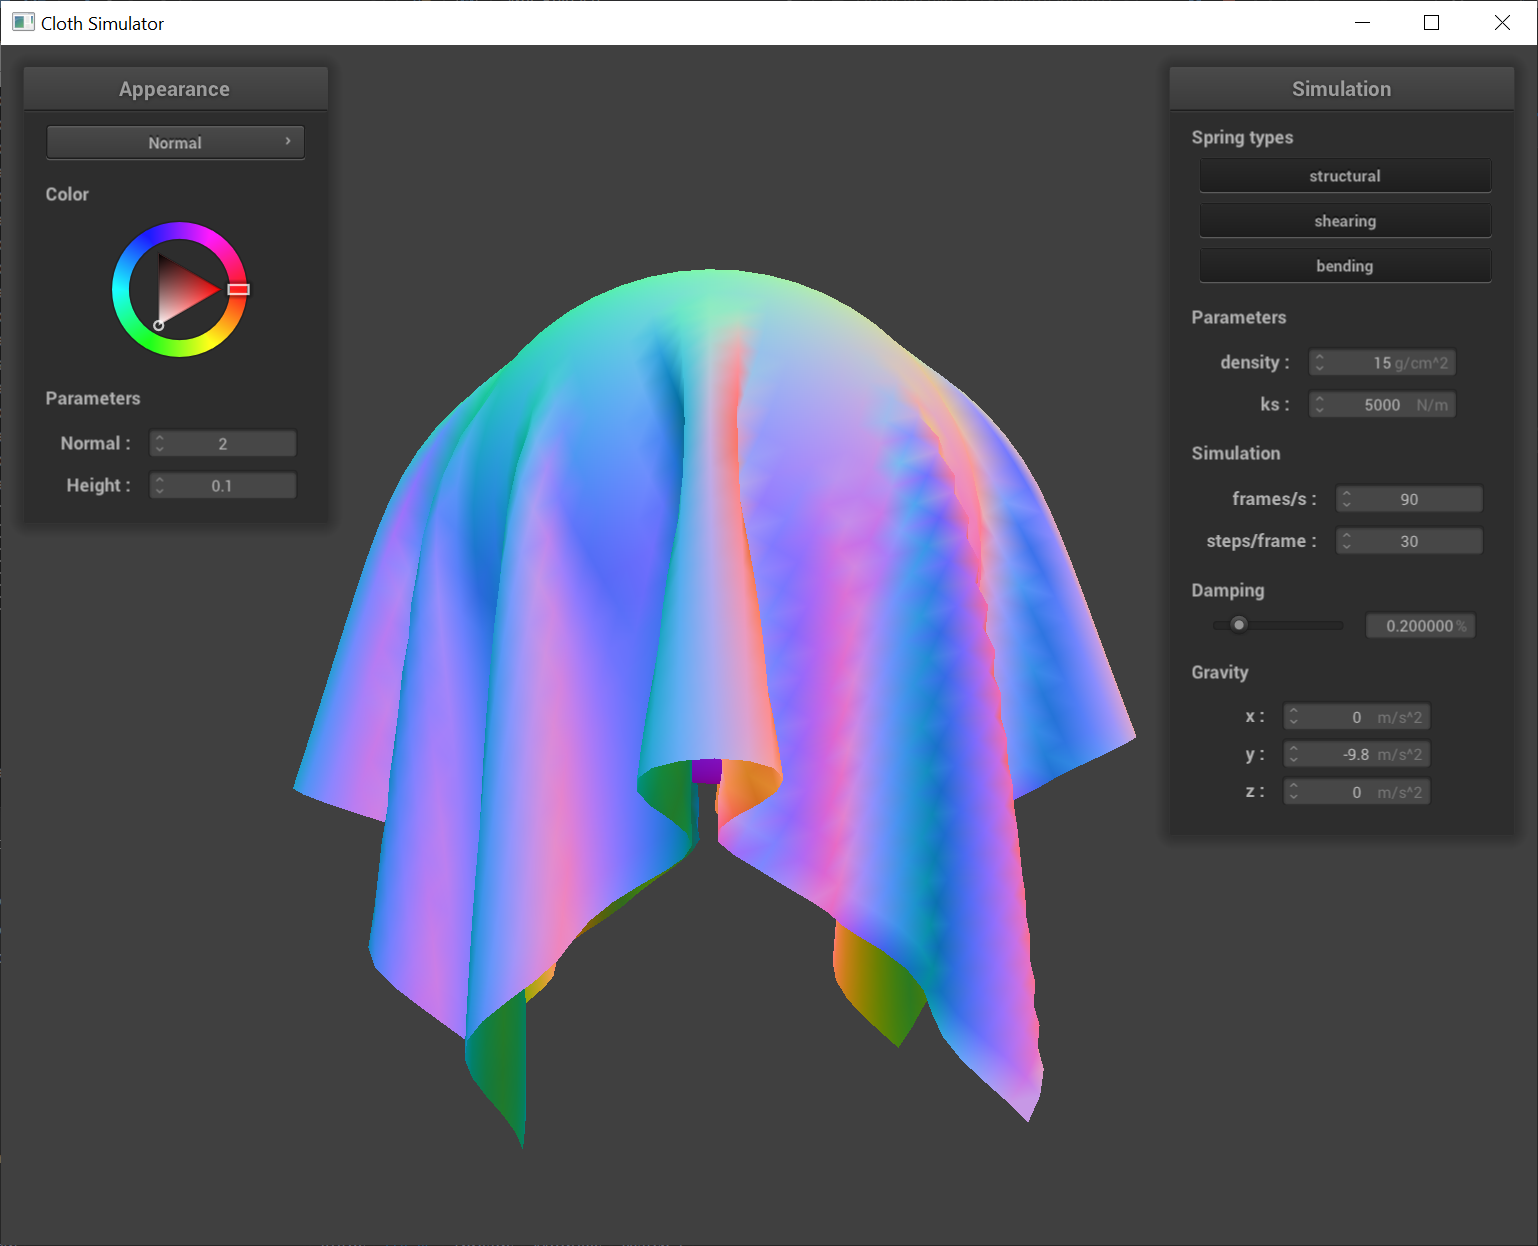 Cloth Simulator
Appearance
Normal
Color
Parameters
Normal : 2
Height : 0.1
Simulation
Spring types
structural
shearing
bending
Parameters
density : 15 g/cm^2
ks : 5000 N/m
Simulation
frames/s : 90
steps/frame : 30
Damping
0.200000 %
Gravity
x : 0 m/s^2
y : -9.8 m/s^2
z : 0 m/s^2